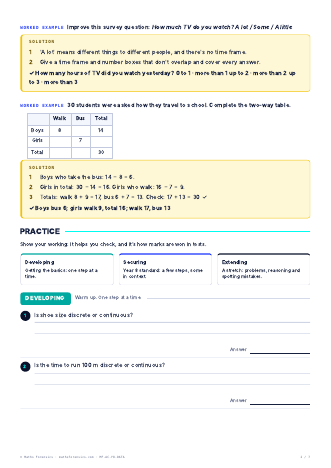 WORKED EXAMPLE Improve this survey question: How much TV do you watch? A lot / Some / A little
SOLUTION
1 'A lot' means different things to different people, and there's no time frame.
2 Give a time frame and number boxes that don't overlap and cover every answer.
✓ How many hours of TV did you watch yesterday? 0 to 1 · more than 1 up to 2 · more than 2 up
to 3 · more than 3
WORKED EXAMPLE 30 students were asked how they travel to school. Complete the two-way table.
Walk Bus Total
Boys 8 14
Girls 7
Total 30
SOLUTION
1 Boys who take the bus: 14 − 8 = 6.
2 Girls in total: 30 − 14 = 16. Girls who walk: 16 − 7 = 9.
3 Totals: walk 8 + 9 = 17, bus 6 + 7 = 13. Check: 17 + 13 = 30 ✓
✓ Boys bus 6; girls walk 9, total 16; walk 17, bus 13
PRACTICE
Show your working: it helps you check, and it's how marks are won in tests.
Developing
Getting the basics: one step at a
time.
Securing
Year 8 standard: a few steps, some
in context.
Extending
A stretch: problems, reasoning and
spotting mistakes.
DEVELOPING Warm up. One step at a time
1 Is shoe size discrete or continuous?
Answer
2 Is the time to run 100 m discrete or continuous?
Answer